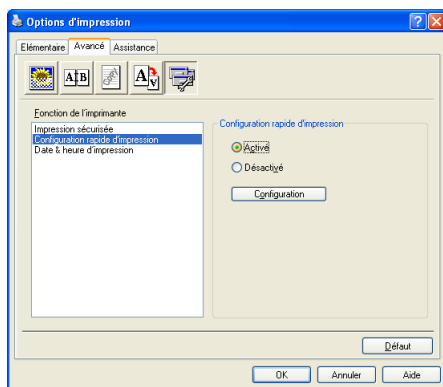 Options d'impression
Elémentaire Avancé Assistance
A B
A A
Fonction de l'imprimante
Impression sécurisée
Configuration rapide d'impression
Date & heure d'impression
Configuration rapide d'impression
Activé
Désactivé
Configuration
Défaut
OK Annuler Aide